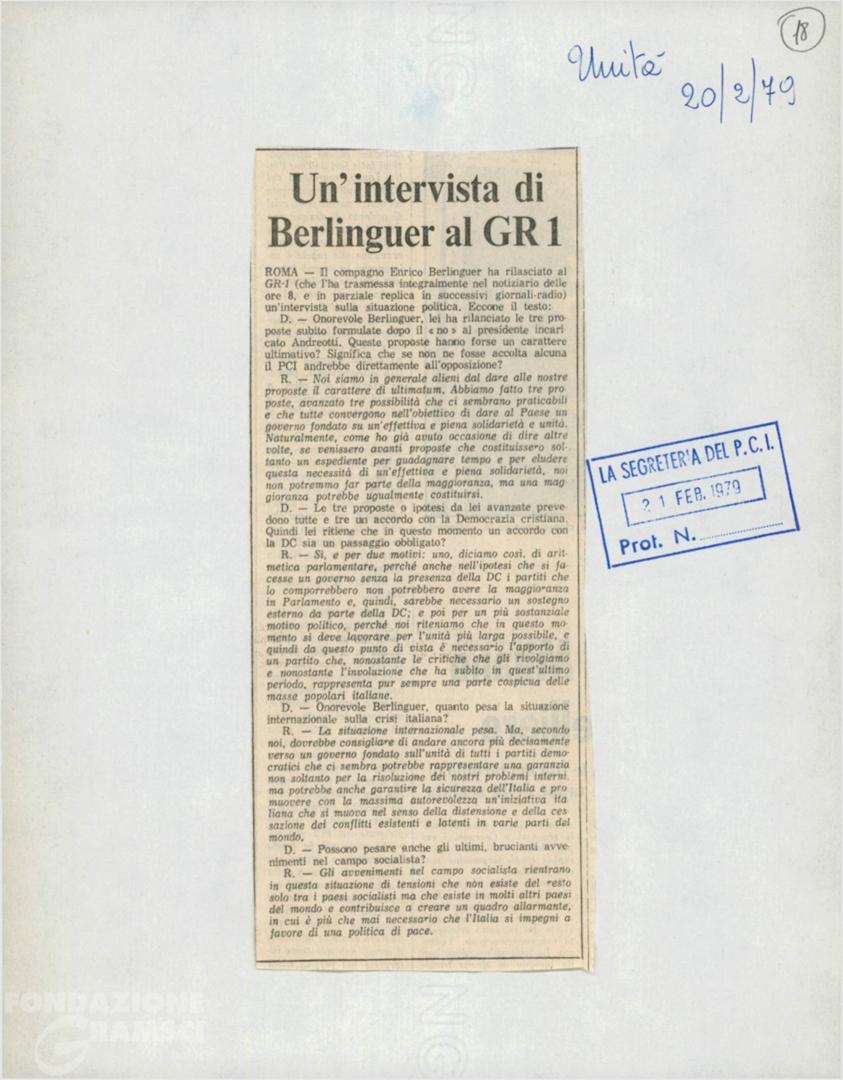 18
Unità
20/2/79
Un'intervista di
Berlinguer al GR 1
ROMA — Il compagno Enrico Berlinguer ha rilasciato al
GR-1 (che l'ha trasmessa integralmente nel notiziario delle
ore 8, e in parziale replica in successivi giornali-radio)
un'intervista sulla situazione politica. Eccone il testo:
D. — Onorevole Berlinguer, lei ha rilanciato le tre pro-
poste subito formulate dopo il «no» al presidente incari-
cato Andreotti. Queste proposte hanno forse un carattere
ultimativo? Significa che se non ne fosse accolta alcuna
il PCI andrebbe direttamente all'opposizione?
R. — Noi siamo in generale alieni dal dare alle nostre
proposte il carattere di ultimatum. Abbiamo fatto tre pro-
poste, avanzato tre possibilità che ci sembrano praticabili
e che tutte convergono nell'obiettivo di dare al Paese un
governo fondato su un'effettiva e piena solidarietà e unità.
Naturalmente, come ho già avuto occasione di dire altre
volte, se venissero avanti proposte che costituissero sol-
tanto un espediente per guadagnare tempo e per eludere
questa necessità di un'effettiva e piena solidarietà, noi
non potremmo far parte della maggioranza, ma una mag-
gioranza potrebbe ugualmente costituirsi.
D. — Le tre proposte o ipotesi da lei avanzate preve-
dono tutte e tre un accordo con la Democrazia cristiana.
Quindi lei ritiene che in questo momento un accordo con
la DC sia un passaggio obbligato?
R. — Sì, e per due motivi: uno, diciamo così, di arit-
metica parlamentare, perché anche nell'ipotesi che si fa-
cesse un governo senza la presenza della DC i partiti che
lo comporrebbero non potrebbero avere la maggioranza
in Parlamento e, quindi, sarebbe necessario un sostegno
esterno da parte della DC; e poi per un più sostanziale
motivo politico, perché noi riteniamo che in questo mo-
mento si deve lavorare per l'unità più larga possibile, e
quindi da questo punto di vista è necessario l'apporto di
un partito che, nonostante le critiche che gli rivolgiamo
e nonostante l'involuzione che ha subito in quest'ultimo
periodo, rappresenta pur sempre una parte cospicua delle
masse popolari italiane.
D. — Onorevole Berlinguer, quanto pesa la situazione
internazionale sulla crisi italiana?
R. — La situazione internazionale pesa. Ma, secondo
noi, dovrebbe consigliare di andare ancora più decisamente
verso un governo fondato sull'unità di tutti i partiti demo-
cratici che ci sembra potrebbe rappresentare una garanzia
non soltanto per la risoluzione dei nostri problemi interni.
ma potrebbe anche garantire la sicurezza dell'Italia e pro
muovere con la massima autorevolezza un'iniziativa ita
liana che si muova nel senso della distensione e della ces
sazione dei conflitti esistenti e latenti in varie parti del
mondo.
D. — Possono pesare anche gli ultimi, brucianti avve-
nimenti nel campo socialista?
R. — Gli avvenimenti nel campo socialista rientrano
in questa situazione di tensioni che non esiste del resto
solo tra i paesi socialisti ma che esiste in molti altri paesi
del mondo e contribuisce a creare un quadro allarmante,
in cui è più che mai necessario che l'Italia si impegni a
favore di una politica di pace.
LA SEGRETERIA DEL P.C.I.
21 FEB. 1979
Prot. N.
FONDAZIONE
GRAMSCI